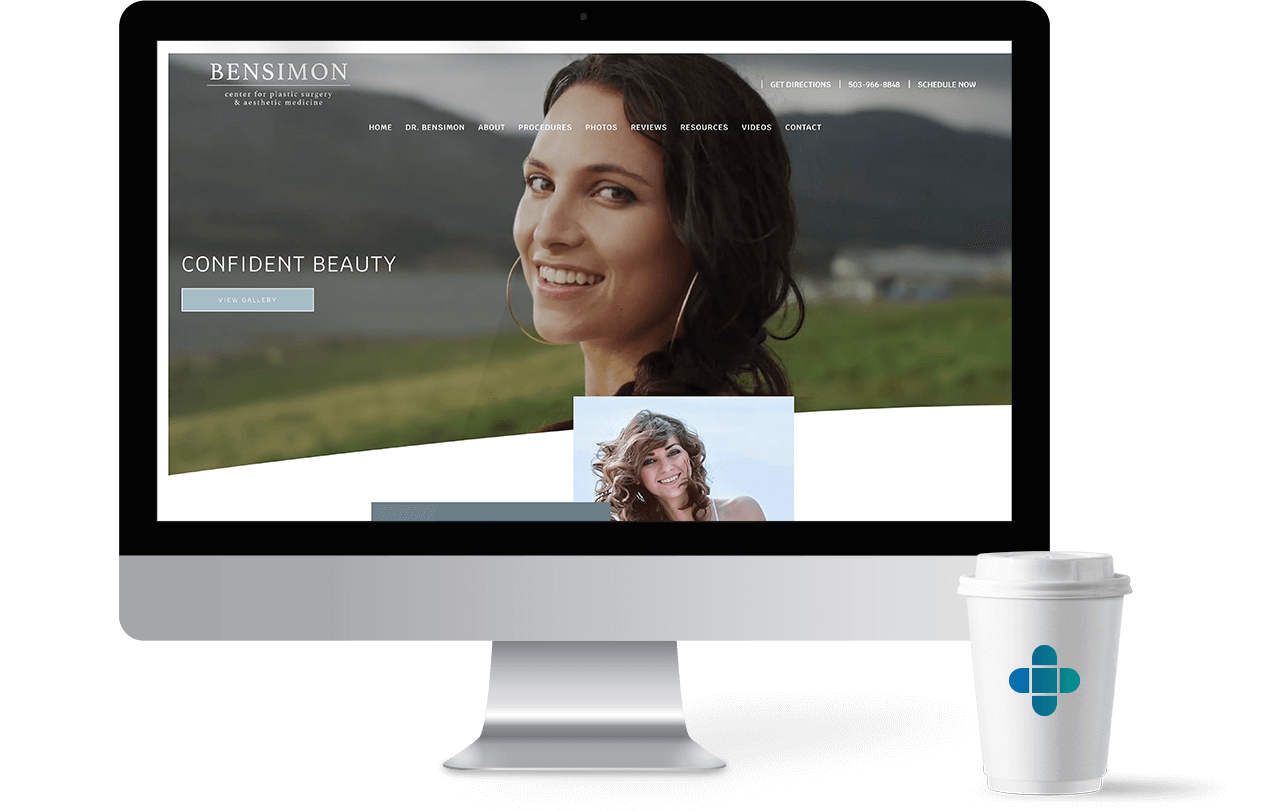 BENSIMON
center for plastic surgery
& aesthetic medicine
GET DIRECTIONS | 503-966-8848 | SCHEDULE NOW
HOME DR. BENSIMON ABOUT PROCEDURES PHOTOS REVIEWS RESOURCES VIDEOS CONTACT
CONFIDENT BEAUTY
VIEW GALLERY